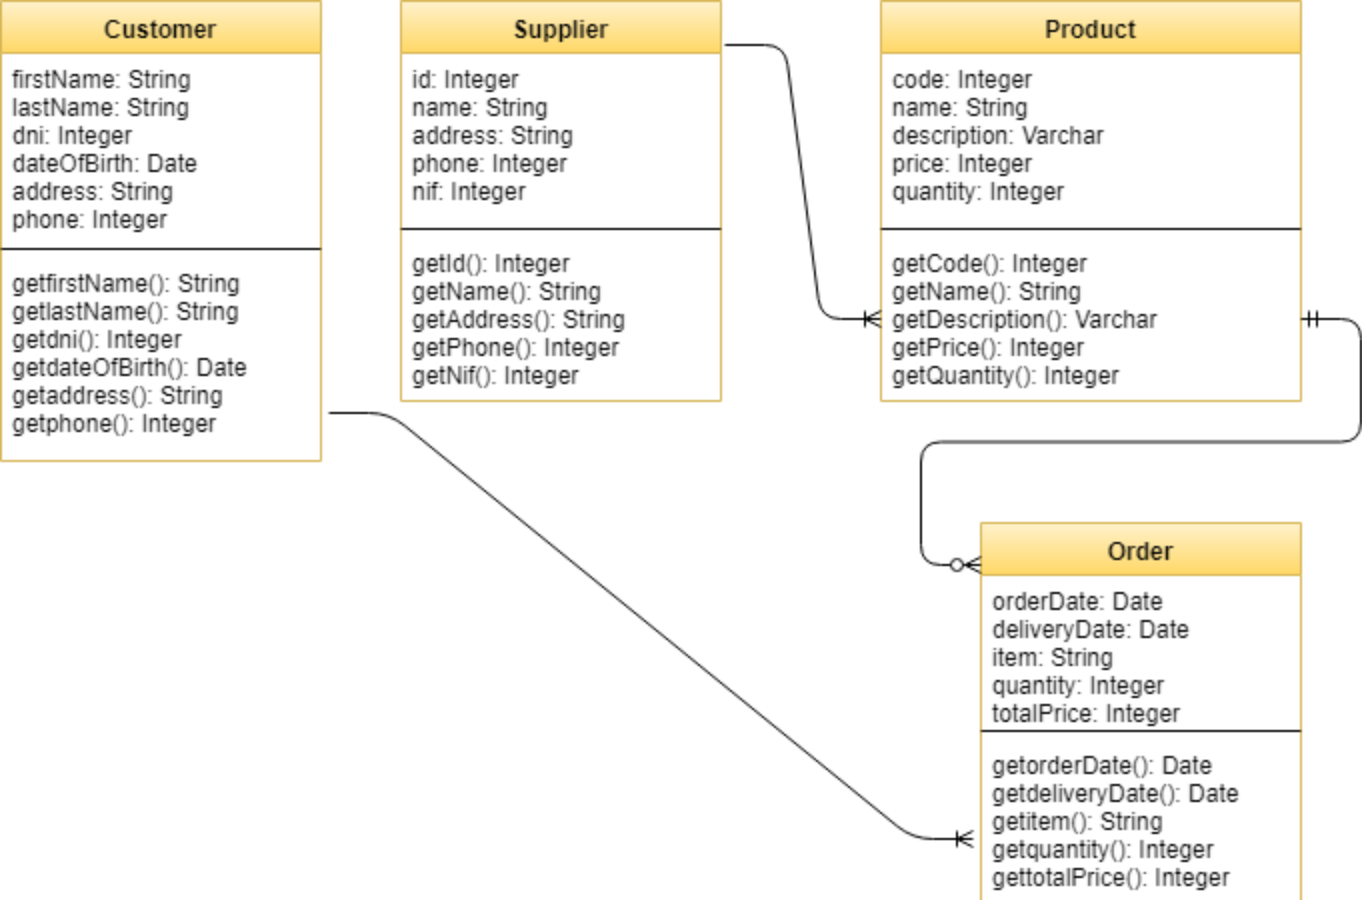 Customer
firstName: String
lastName: String
dni: Integer
dateOfBirth: Date
address: String
phone: Integer
getfirstName(): String
getlastName(): String
getdni(): Integer
getdateOfBirth(): Date
getaddress(): String
getphone(): Integer
Supplier
id: Integer
name: String
address: String
phone: Integer
nif: Integer
getId(): Integer
getName(): String
getAddress(): String
getPhone(): Integer
getNif(): Integer
Product
code: Integer
name: String
description: Varchar
price: Integer
quantity: Integer
getCode(): Integer
getName(): String
getDescription(): Varchar
getPrice(): Integer
getQuantity(): Integer
Order
orderDate: Date
deliveryDate: Date
item: String
quantity: Integer
totalPrice: Integer
getorderDate(): Date
getdeliveryDate(): Date
getitem(): String
getquantity(): Integer
gettotalPrice(): Integer